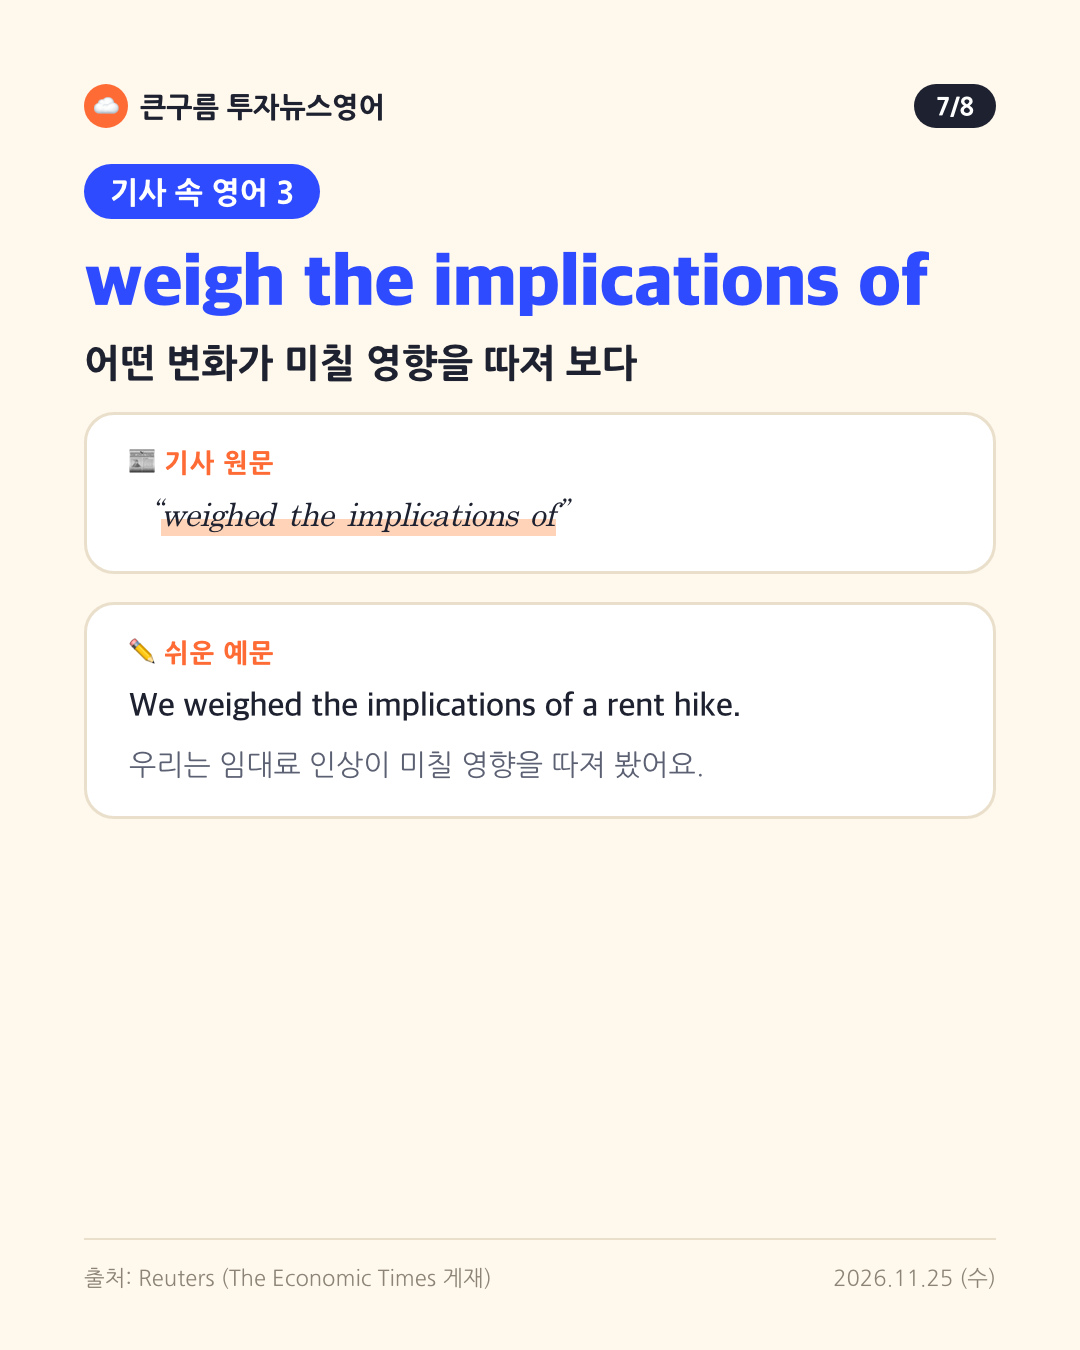 큰구름 투자뉴스영어
7/8
기사 속 영어 3
weigh the implications of
어떤 변화가 미칠 영향을 따져 보다
기사 원문
“weighed the implications of”
쉬운 예문
We weighed the implications of a rent hike.
우리는 임대료 인상이 미칠 영향을 따져 봤어요.
출처: Reuters (The Economic Times 게재)
2026.11.25 (수)